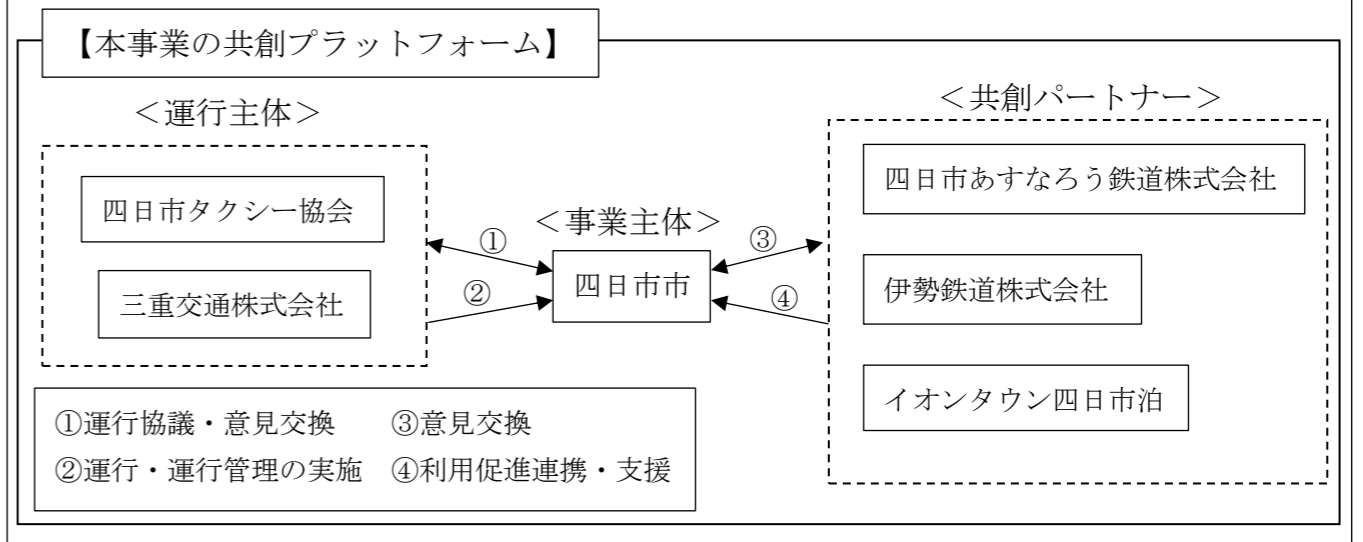 【本事業の共創プラットフォーム】
＜運行主体＞
四日市タクシー協会
三重交通株式会社
①
②
＜事業主体＞
四日市市
③
④
＜共創パートナー＞
四日市あすなろう鉄道株式会社
伊勢鉄道株式会社
イオンタウン四日市泊
①運行協議・意見交換　③意見交換
②運行・運行管理の実施　④利用促進連携・支援